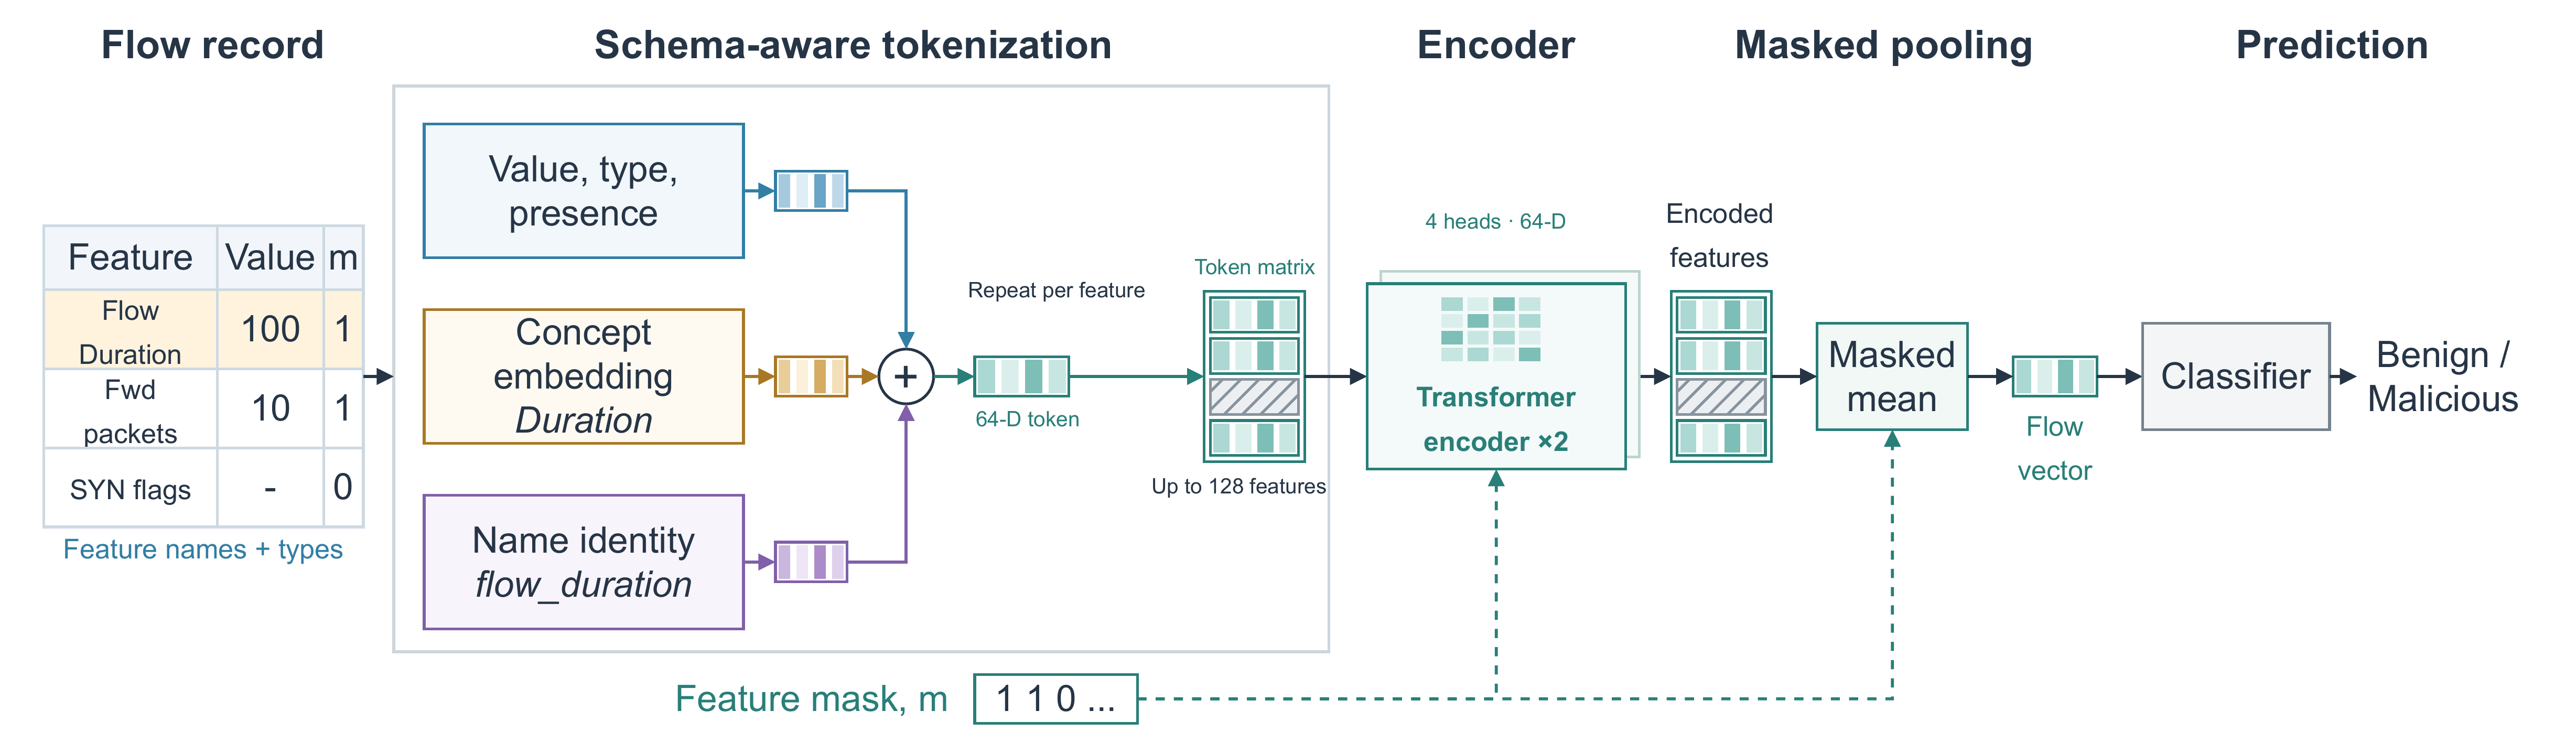 Flow record
Schema-aware tokenization
Encoder
Masked pooling
Prediction
Feature Value m
Flow
Duration
100 1
Fwd
packets
10 1
SYN flags - 0
Feature names + types
Value, type,
presence
Concept
embedding
Duration
Name identity
flow_duration
+
Repeat per feature
64-D token
Token matrix
Up to 128 features
4 heads · 64-D
Transformer
encoder ×2
Encoded
features
Masked
mean
Flow
vector
Classifier
Benign /
Malicious
Feature mask, m
1 1 0 ...